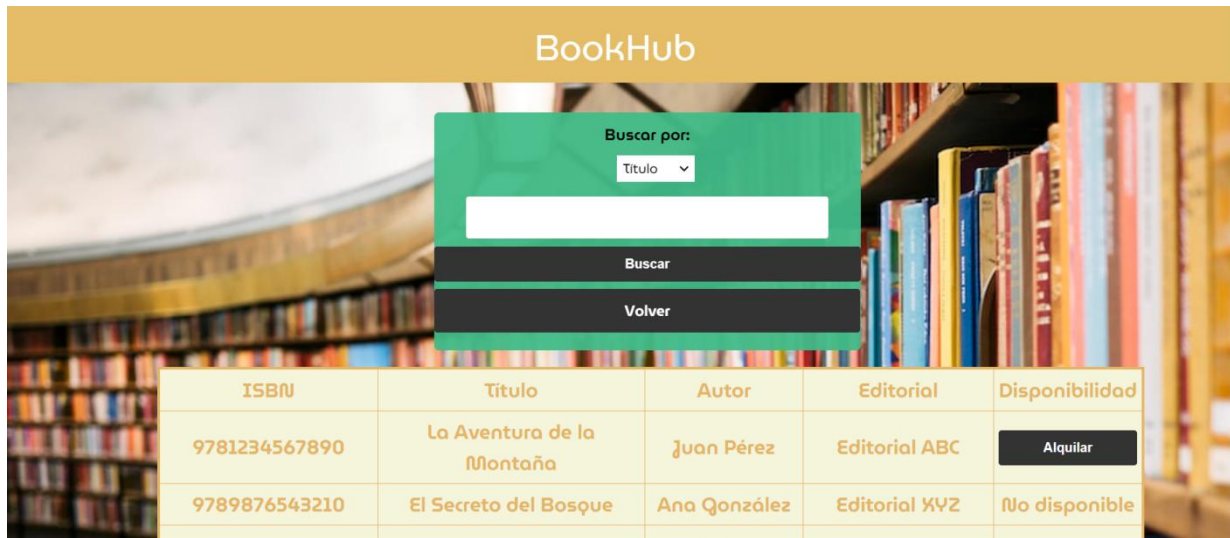 BookHub
Buscar por:
Título
Buscar
Volver
ISBN Título Autor Editorial Disponibilidad
9781234567890 La Aventura de la Montaña Juan Pérez Editorial ABC Alquilar
9789876543210 El Secreto del Bosque Ana González Editorial XYZ No disponible